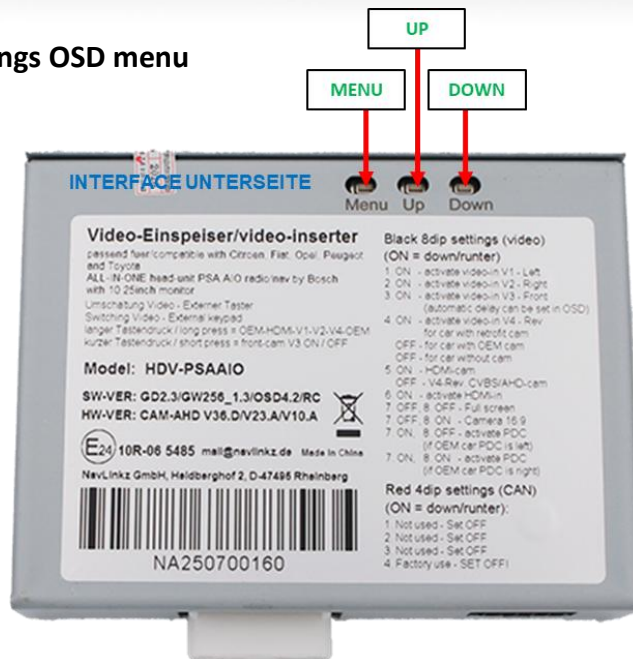 ngs OSD menu
UP
MENU
DOWN
INTERFACE UNTERSEITE
Menu Up Down
Video-Einspeiser/video-inserter
passend fuer/compatible with Citroen, Fiat, Opel, Peugeot
and Toyota
ALL-IN-ONE head-unit PSA AIO radio/nav by Bosch
with 10.25inch monitor
Umschaltung Video - Externer Taster
Switching Video - External keypad
langer Tastendruck / long press = OEM-HDMI-V1-V2-V4-OEM
kurzer Tastendruck / short press = front-cam V3 ON / OFF
Model: HDV-PSAAIO
SW-VER: GD2.3/GW256_1.3/OSD4.2/RC
HW-VER: CAM-AHD V36.D/V23.A/V10.A
E24 10R-06 5485 mail@navlinkz.de Made in China
NavLinkz GmbH, Heidberghof 2, D-47495 Rheinberg
NA250700160
Black 8dip settings (video)
(ON = down/runter)
1. ON - activate video-in V1 - Left
2. ON - activate video-in V2 - Right
3. ON - activate video-in V3 - Front
(automatic delay can be set in OSD)
4. ON - activate video-in V4 - Rev
for car with retrofit cam
OFF - for car with OEM cam
OFF - for car without cam
5. ON - HDMI-cam
OFF - V4-Rev. CVBS/AHD-cam
6. ON - activate HDMI-in
7. OFF, 8. OFF - Full screen
7. OFF, 8. ON - Camera 16:9
7. ON, 8. OFF - activate PDC
(if OEM car PDC is left)
7. ON, 8. ON - activate PDC
(if OEM car PDC is right)
Red 4dip settings (CAN)
(ON = down/runter):
1. Not used - Set OFF
2. Not used - Set OFF
3. Not used - Set OFF
4. Factory use - SET OFF!